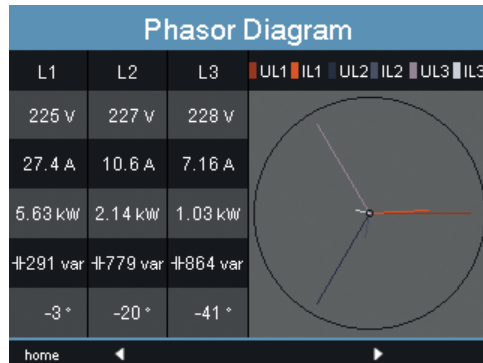 Phasor Diagram
L1 L2 L3 UL1 IL1 UL2 IL2 UL3 IL3
225 V 227 V 228 V
27.4 A 10.6 A 7.16 A
5.63 kW 2.14 kW 1.03 kW
291 var 779 var 864 var
-3 ° -20 ° -41 °
home